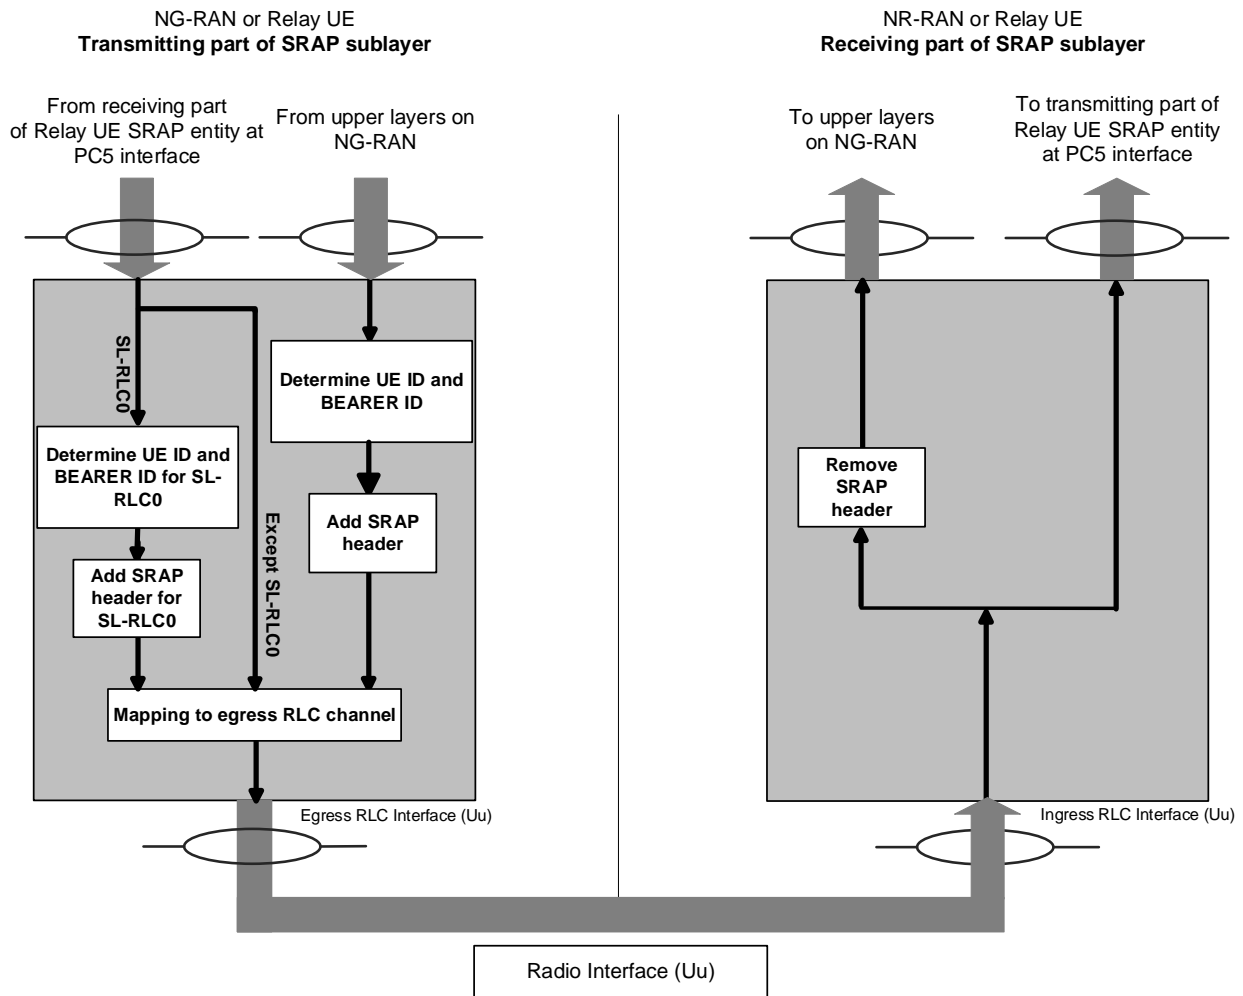 NG-RAN or Relay UE
Transmitting part of SRAP sublayer
NR-RAN or Relay UE
Receiving part of SRAP sublayer
From receiving part
of Relay UE SRAP entity at
PC5 interface
From upper layers on
NG-RAN
To upper layers
on NG-RAN
To transmitting part of
Relay UE SRAP entity
at PC5 interface
SL-RLC0
Except SL-RLC0
Determine UE ID and
BEARER ID
Determine UE ID and
BEARER ID for SL-
RLC0
Add SRAP
header
Add SRAP
header for
SL-RLC0
Mapping to egress RLC channel
Remove
SRAP
header
Egress RLC Interface (Uu)
Ingress RLC Interface (Uu)
Radio Interface (Uu)